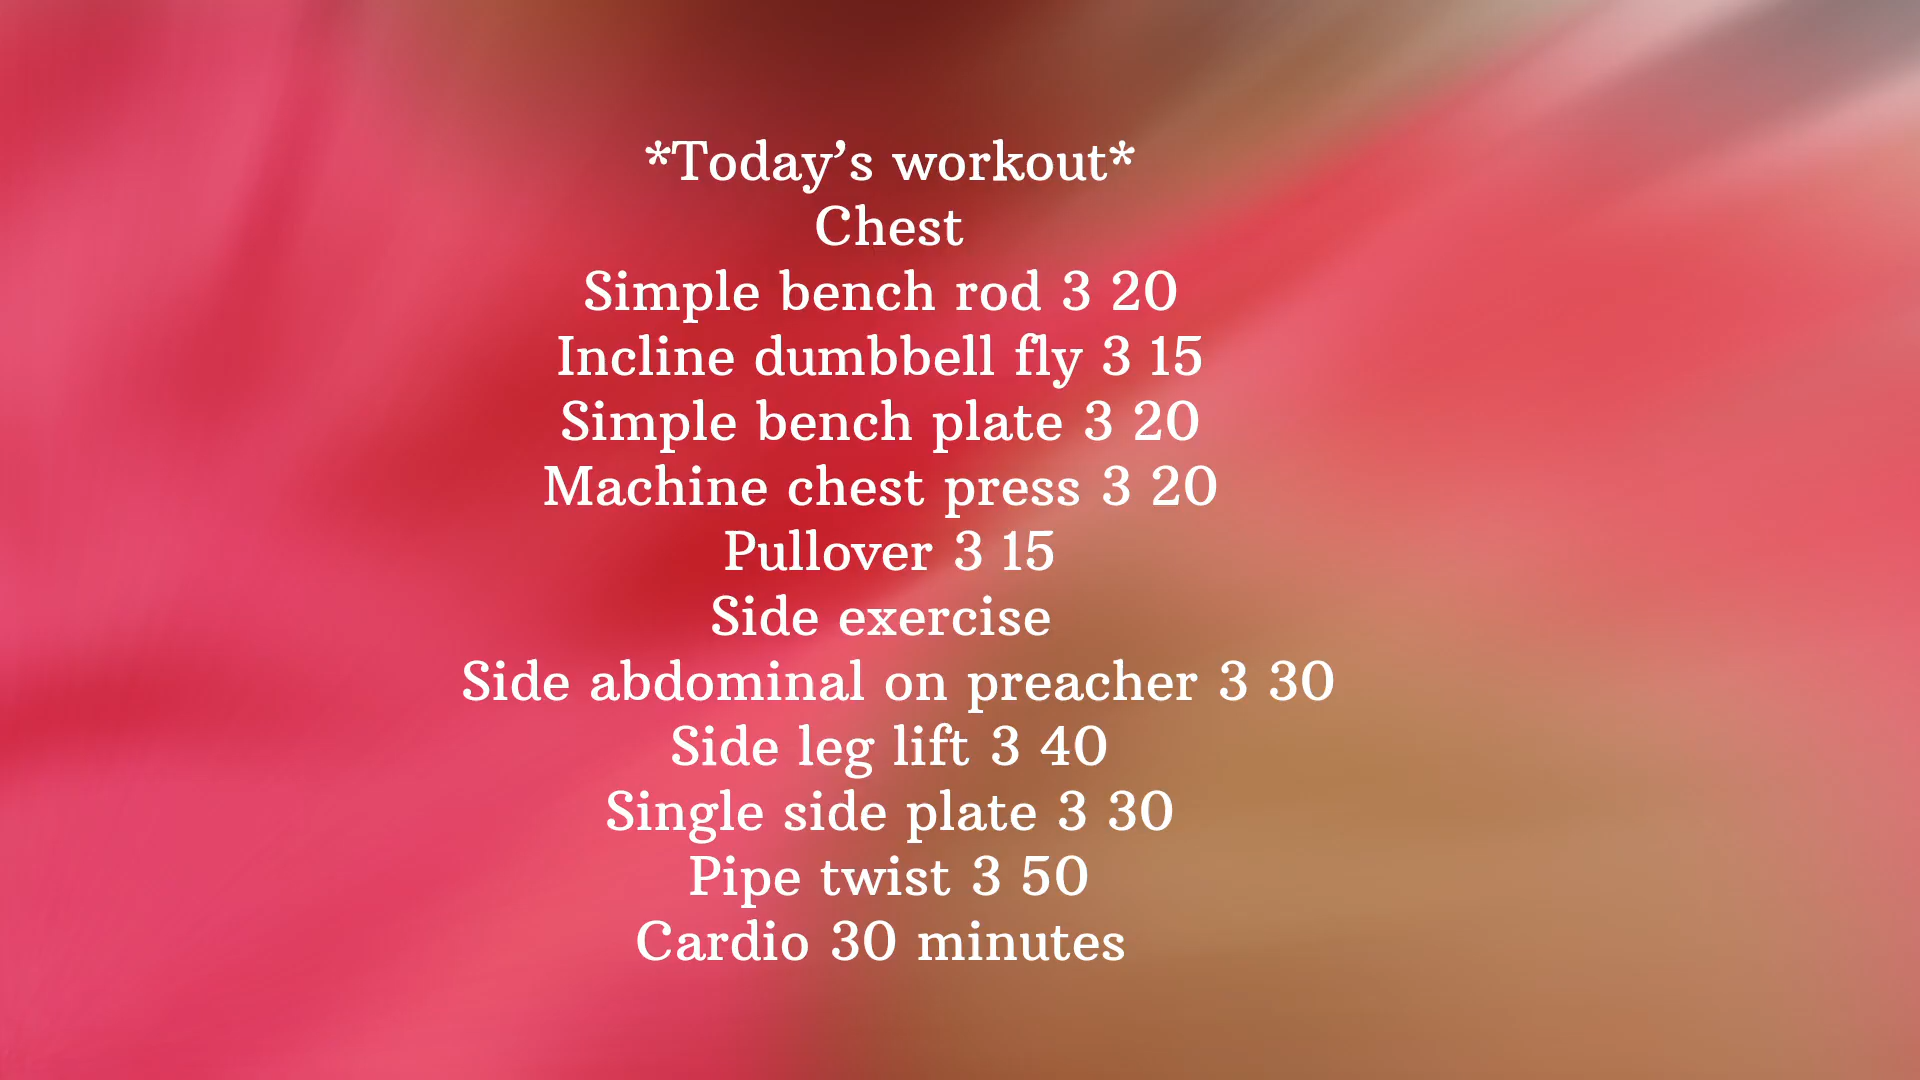 *Today’s workout*
Chest
Simple bench rod 3 20
Incline dumbbell fly 3 15
Simple bench plate 3 20
Machine chest press 3 20
Pullover 3 15
Side exercise
Side abdominal on preacher 3 30
Side leg lift 3 40
Single side plate 3 30
Pipe twist 3 50
Cardio 30 minutes